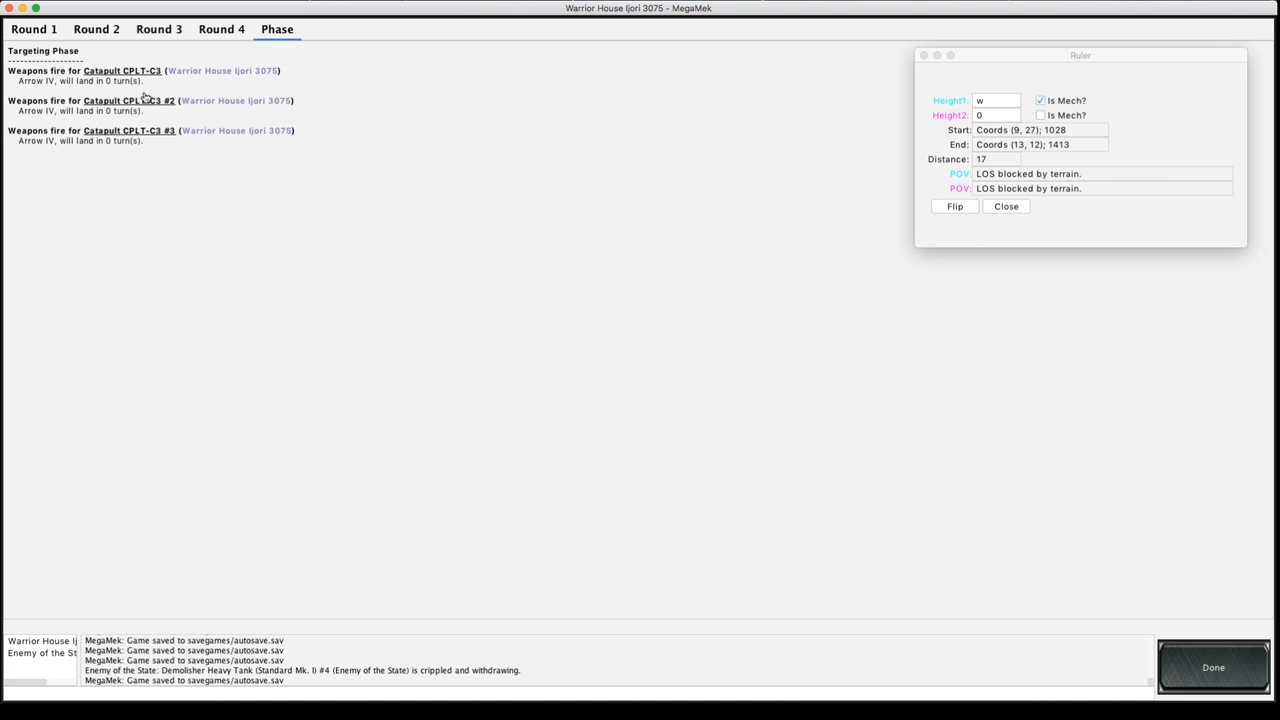 Warrior House Ijori 3075 - MegaMek
Round 1 Round 2 Round 3 Round 4 Phase
Targeting Phase
-------------------
Weapons fire for Catapult CPLT-C3 (Warrior House Ijori 3075)
Arrow IV, will land in 0 turn(s).
Weapons fire for Catapult CPLT-C3 #2 (Warrior House Ijori 3075)
Arrow IV, will land in 0 turn(s).
Weapons fire for Catapult CPLT-C3 #3 (Warrior House Ijori 3075)
Arrow IV, will land in 0 turn(s).
Ruler
Height1: w Is Mech?
Height2: 0 Is Mech?
Start: Coords (9, 27); 1028
End: Coords (13, 12); 1413
Distance: 17
POV: LOS blocked by terrain.
POV: LOS blocked by terrain.
Flip Close
Warrior House Ij
Enemy of the St
MegaMek: Game saved to savegames/autosave.sav
MegaMek: Game saved to savegames/autosave.sav
MegaMek: Game saved to savegames/autosave.sav
Enemy of the State: Demolisher Heavy Tank (Standard Mk. I) #4 (Enemy of the State) is crippled and withdrawing.
MegaMek: Game saved to savegames/autosave.sav
Done